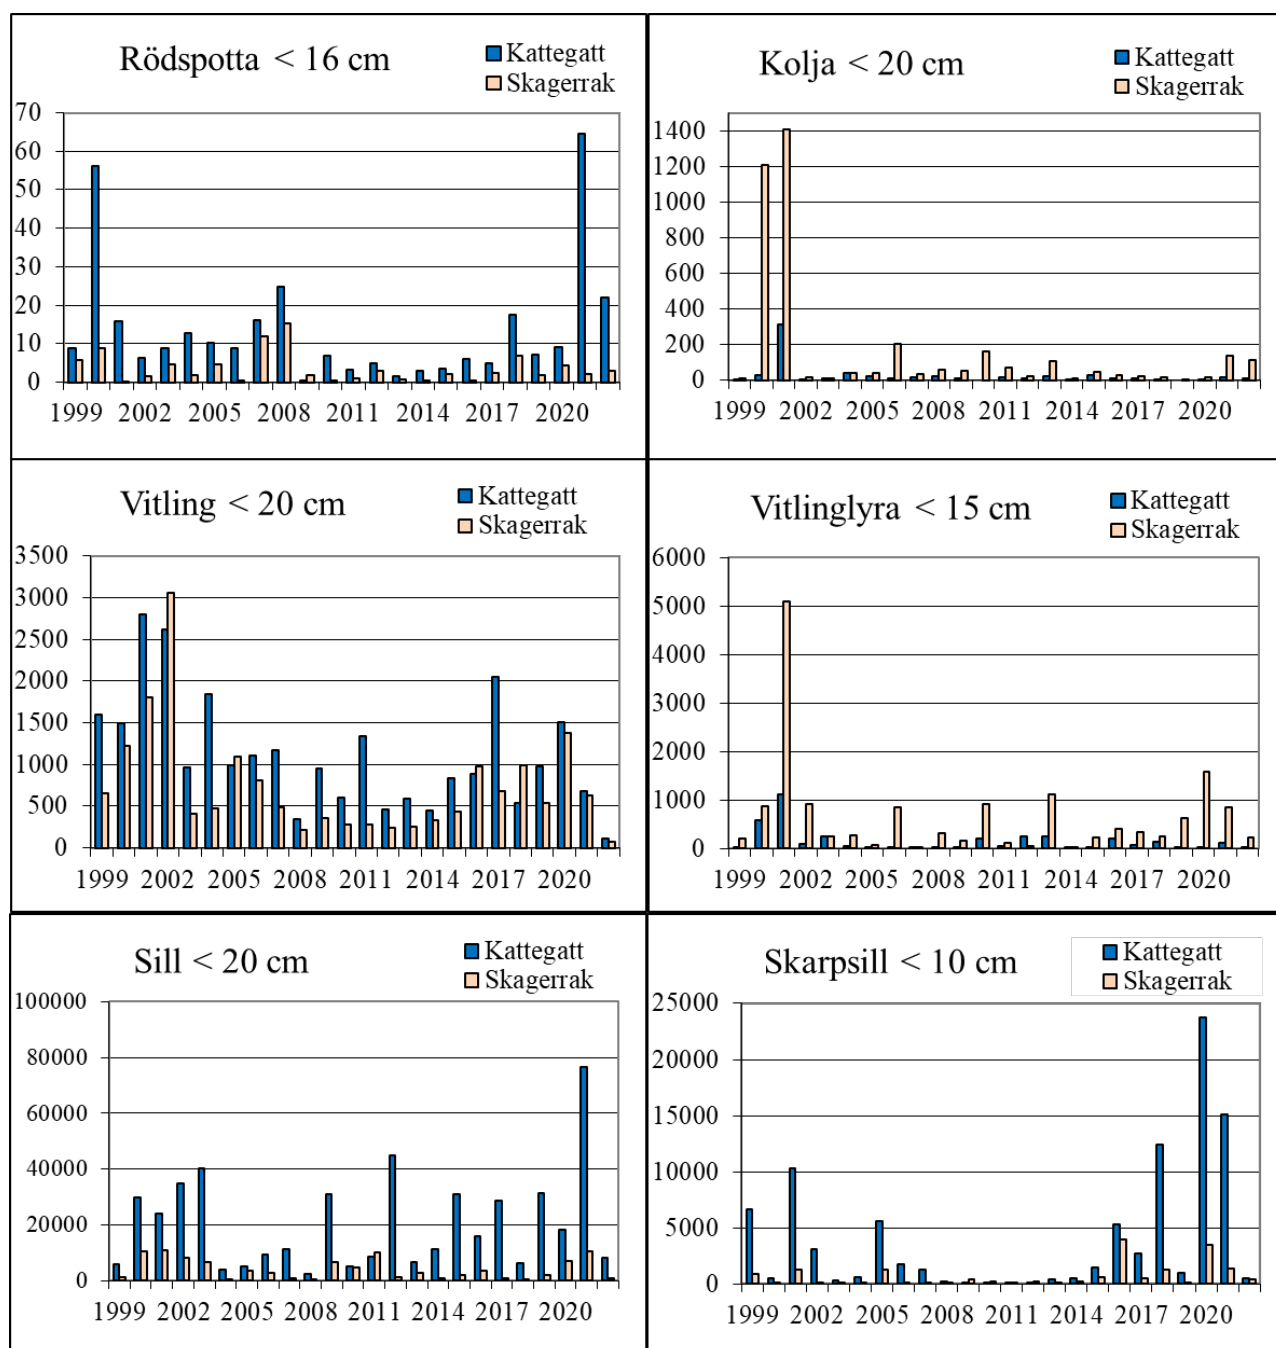 Rödspotta < 16 cm
Kattegatt
Skagerrak
70
60
50
40
30
20
10
0
1999 2002 2005 2008 2011 2014 2017 2020
Kolja < 20 cm
Kattegatt
Skagerrak
1400
1200
1000
800
600
400
200
0
1999 2002 2005 2008 2011 2014 2017 2020
Vitling < 20 cm
Kattegatt
Skagerrak
3500
3000
2500
2000
1500
1000
500
0
1999 2002 2005 2008 2011 2014 2017 2020
Vitlinglyra < 15 cm
Kattegatt
Skagerrak
6000
5000
4000
3000
2000
1000
0
1999 2002 2005 2008 2011 2014 2017 2020
Sill < 20 cm
Kattegatt
Skagerrak
100000
80000
60000
40000
20000
0
1999 2002 2005 2008 2011 2014 2017 2020
Skarpsill < 10 cm
Kattegatt
Skagerrak
25000
20000
15000
10000
5000
0
1999 2002 2005 2008 2011 2014 2017 2020